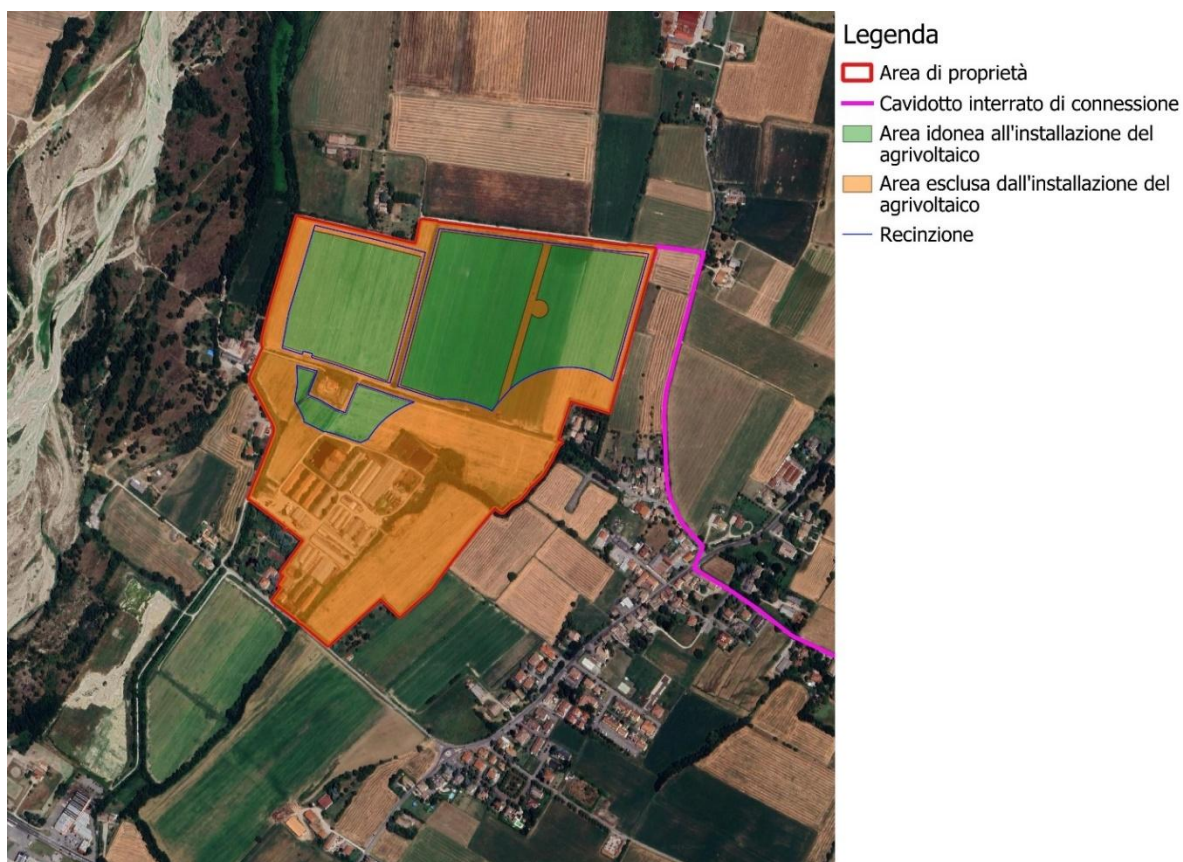 Legenda
Area di proprietà
Cavidotto interrato di connessione
Area idonea all'installazione del
agrivoltaico
Area esclusa dall'installazione del
agrivoltaico
Recinzione